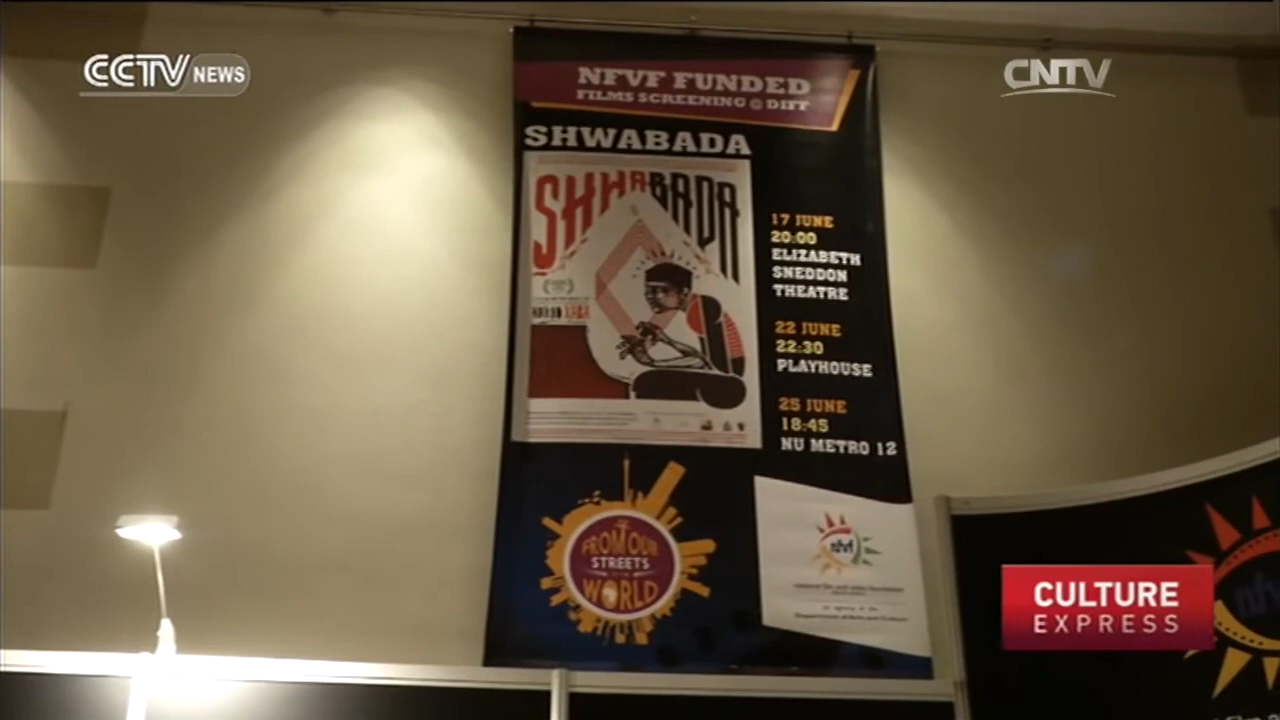 CCTV NEWS
CNTV
NFVF FUNDED
FILMS SCREENING @ DIFF
SHWABADA
SHWABADA
17 JUNE
20:00
ELIZABETH
SNEDDON
THEATRE
22 JUNE
22:30
PLAYHOUSE
25 JUNE
18:45
NU METRO 12
FROM OUR
STREETS
WORLD
nfvf
CULTURE
EXPRESS